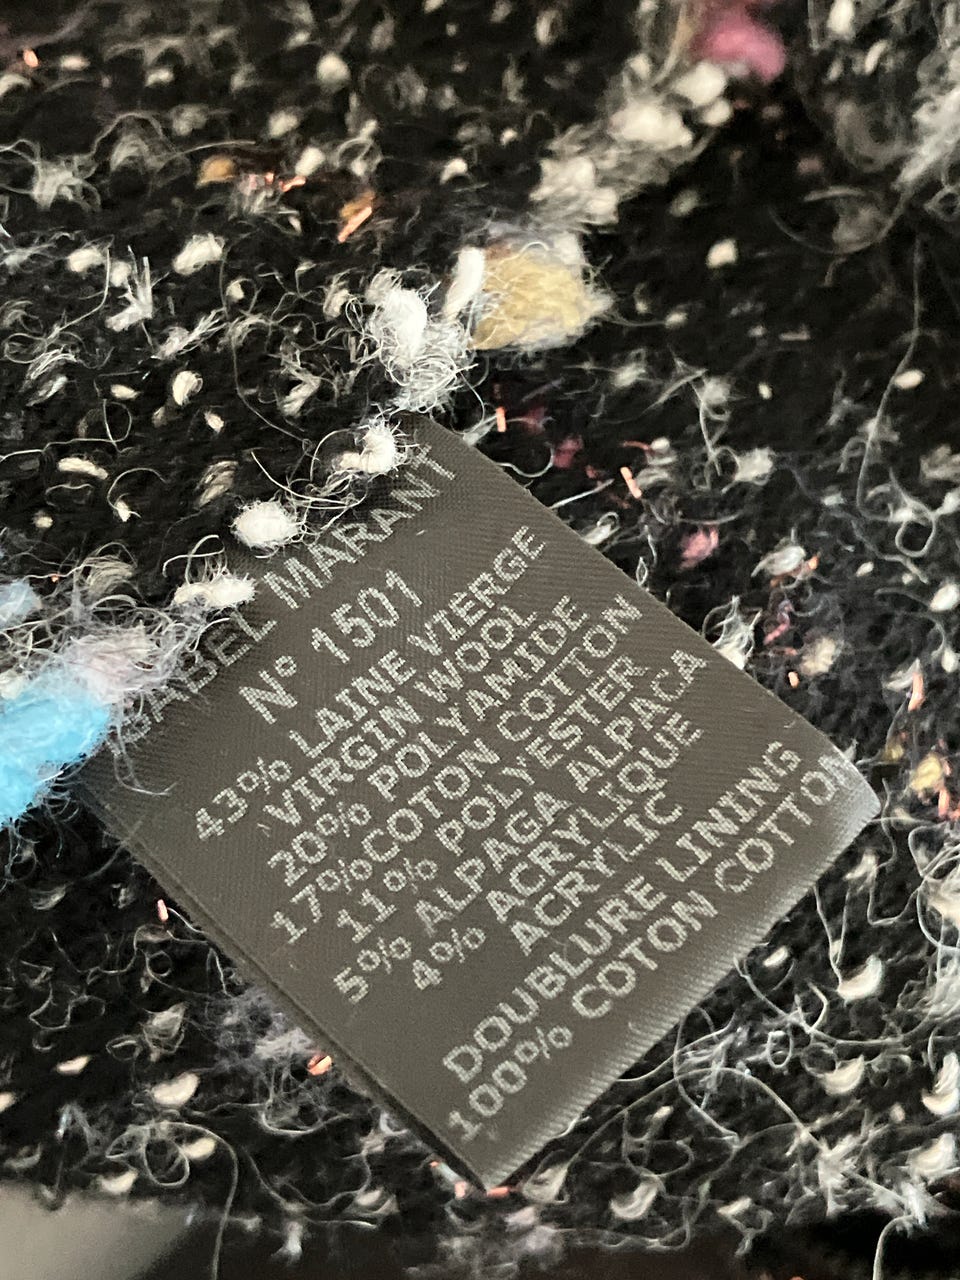 ISABEL MARANT
N° 1501
43% LAINE VIERGE
VIRGIN WOOL
20% POLYAMIDE
17% COTON COTTON
11% POLYESTER
5% ALPAGA ALPACA
4% ACRYLIQUE
ACRYLIC
DOUBLURE LINING
100% COTON COTTON